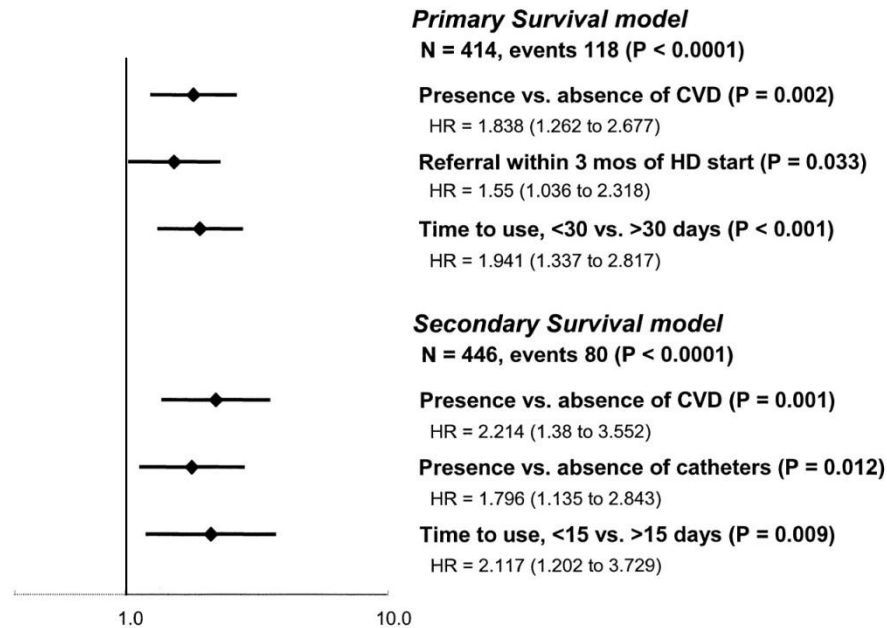 Primary Survival model
N = 414, events 118 (P < 0.0001)
Presence vs. absence of CVD (P = 0.002)
HR = 1.838 (1.262 to 2.677)
Referral within 3 mos of HD start (P = 0.033)
HR = 1.55 (1.036 to 2.318)
Time to use, <30 vs. >30 days (P < 0.001)
HR = 1.941 (1.337 to 2.817)
Secondary Survival model
N = 446, events 80 (P < 0.0001)
Presence vs. absence of CVD (P = 0.001)
HR = 2.214 (1.38 to 3.552)
Presence vs. absence of catheters (P = 0.012)
HR = 1.796 (1.135 to 2.843)
Time to use, <15 vs. >15 days (P = 0.009)
HR = 2.117 (1.202 to 3.729)
1.0 10.0